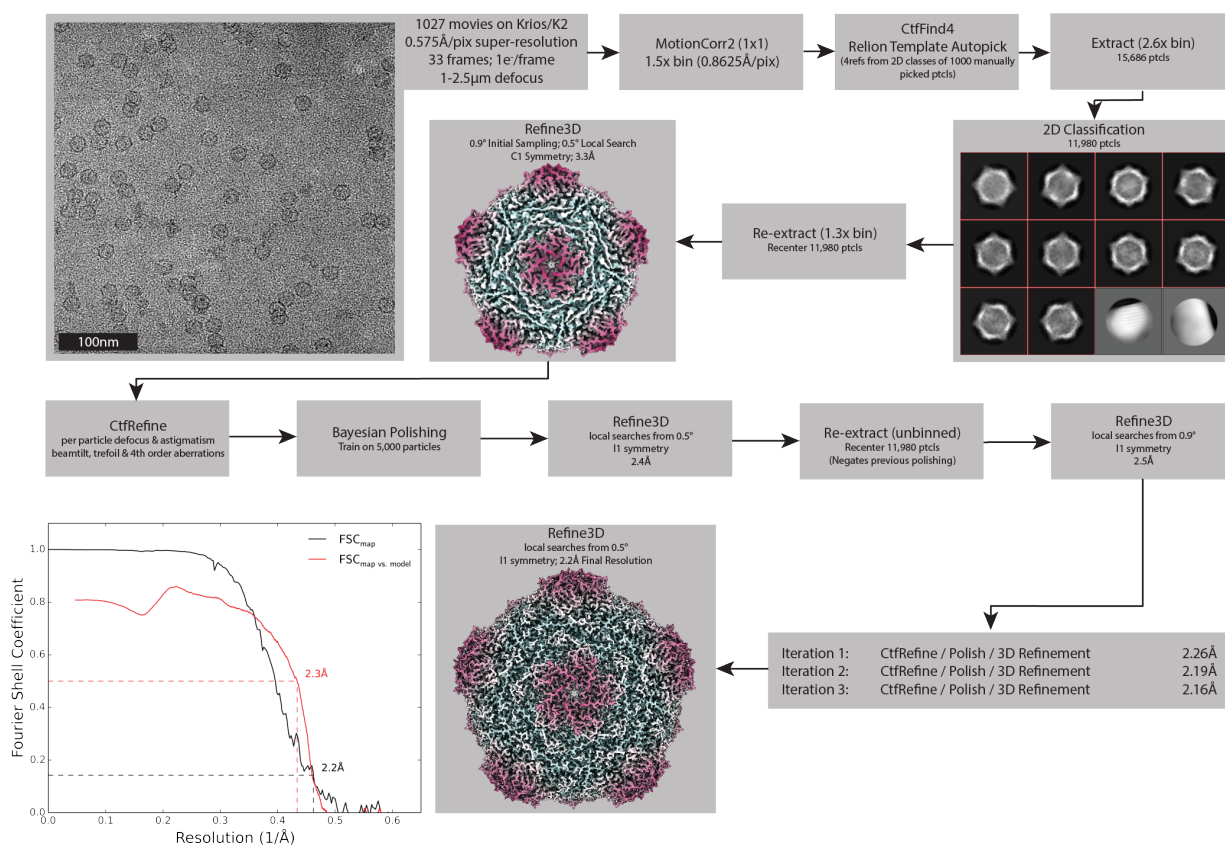 1027 movies on Krios/K2
0.575Å/pix super-resolution
33 frames; 1e⁻/frame
1-2.5µm defocus
MotionCorr2 (1x1)
1.5x bin (0.8625Å/pix)
CtfFind4
Relion Template Autopick
(4refs from 2D classes of 1000 manually
picked ptcls)
Extract (2.6x bin)
15,686 ptcls
100nm
2D Classification
11,980 ptcls
Re-extract (1.3x bin)
Recenter 11,980 ptcls
Refine3D
0.9° Initial Sampling; 0.5° Local Search
C1 Symmetry; 3.3Å
CtfRefine
per particle defocus & astigmatism
beamtilt, trefoil & 4th order aberrations
Bayesian Polishing
Train on 5,000 particles
Refine3D
local searches from 0.5°
I1 symmetry
2.4Å
Re-extract (unbinned)
Recenter 11,980 ptcls
(Negates previous polishing)
Refine3D
local searches from 0.9°
I1 symmetry
2.5Å
Iteration 1: CtfRefine / Polish / 3D Refinement 2.26Å
Iteration 2: CtfRefine / Polish / 3D Refinement 2.19Å
Iteration 3: CtfRefine / Polish / 3D Refinement 2.16Å
Refine3D
local searches from 0.5°
I1 symmetry; 2.2Å Final Resolution
FSCmap
FSCmap vs. model
2.3Å
2.2Å
Fourier Shell Coefficient
1.0
0.8
0.6
0.4
0.2
0.0
0.0 0.1 0.2 0.3 0.4 0.5 0.6
Resolution (1/Å)